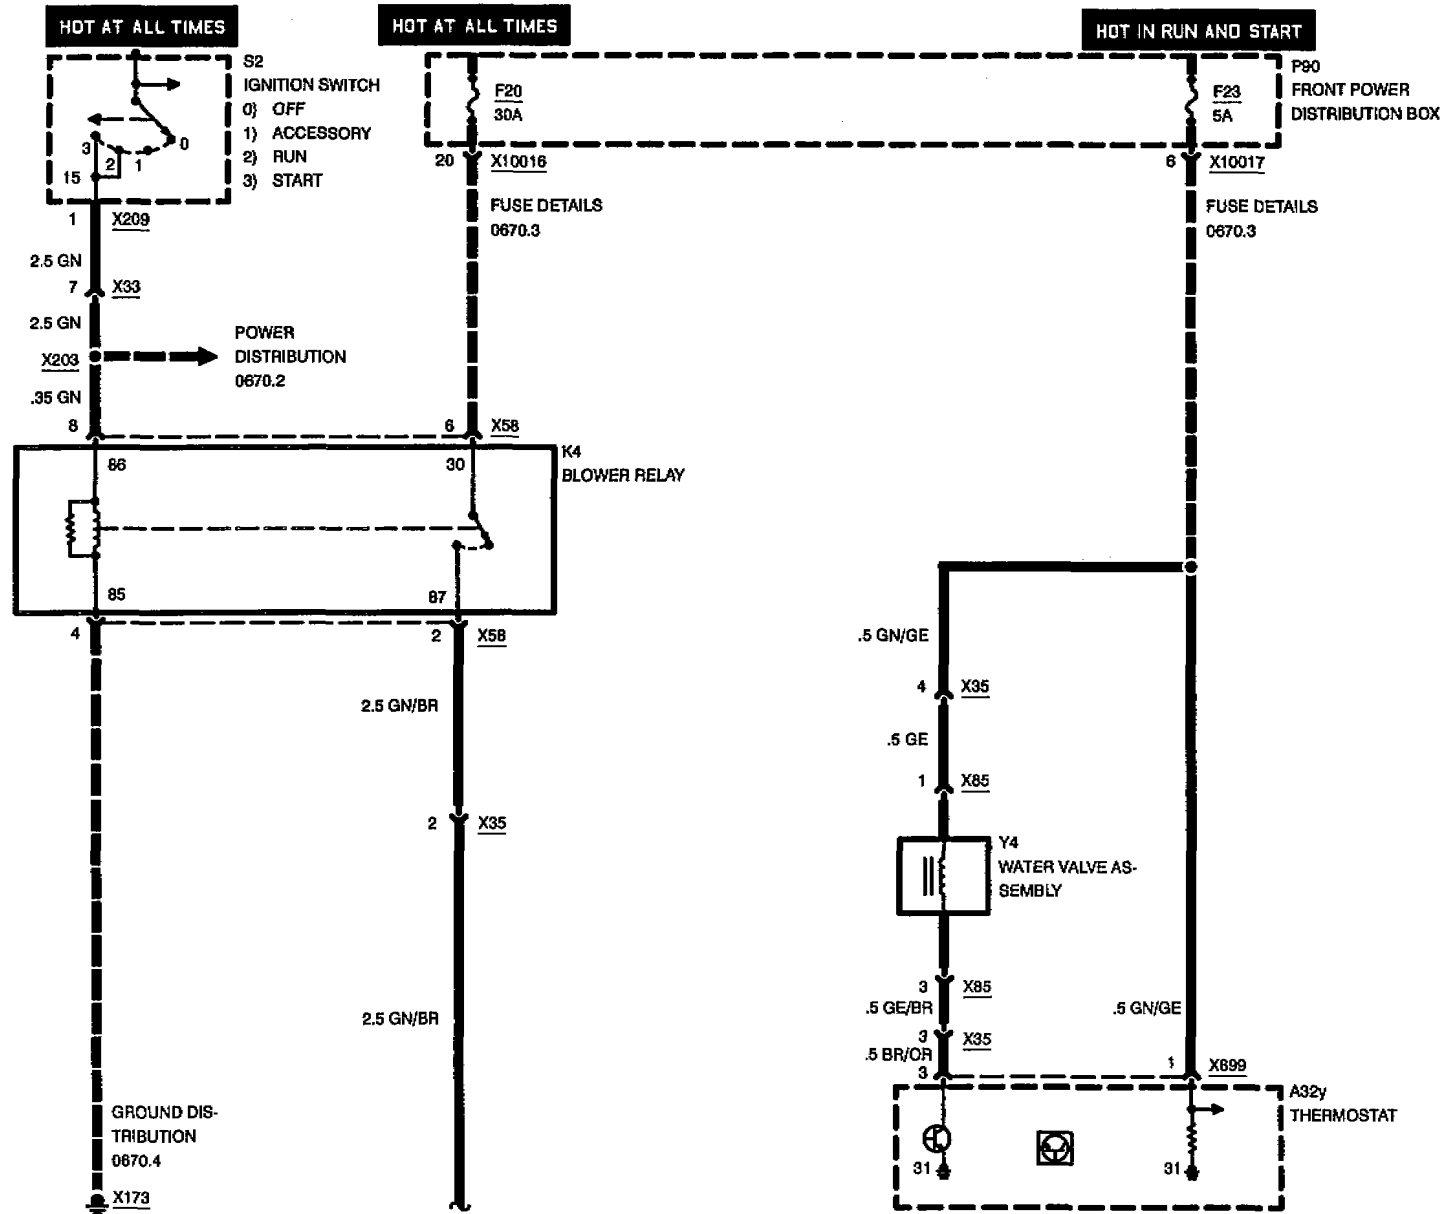 HOT AT ALL TIMES
HOT AT ALL TIMES
HOT IN RUN AND START
S2
IGNITION SWITCH
0) OFF
1) ACCESSORY
2) RUN
3) START
0
3
2
1
15
F20
30A
F23
5A
P90
FRONT POWER
DISTRIBUTION BOX
20
X10016
6
X10017
FUSE DETAILS
0670.3
FUSE DETAILS
0670.3
1
X209
2.5 GN
7
X33
2.5 GN
X203
POWER
DISTRIBUTION
0670.2
.35 GN
8
6
X58
86
30
K4
BLOWER RELAY
85
87
4
2
X58
2.5 GN/BR
2
X35
2.5 GN/BR
.5 GN/GE
4
X35
.5 GE
1
X85
Y4
WATER VALVE AS-
SEMBLY
3
X85
.5 GE/BR
3
X35
.5 BR/OR
3
.5 GN/GE
1
X699
A32y
THERMOSTAT
31
31
GROUND DIS-
TRIBUTION
0670.4
X173